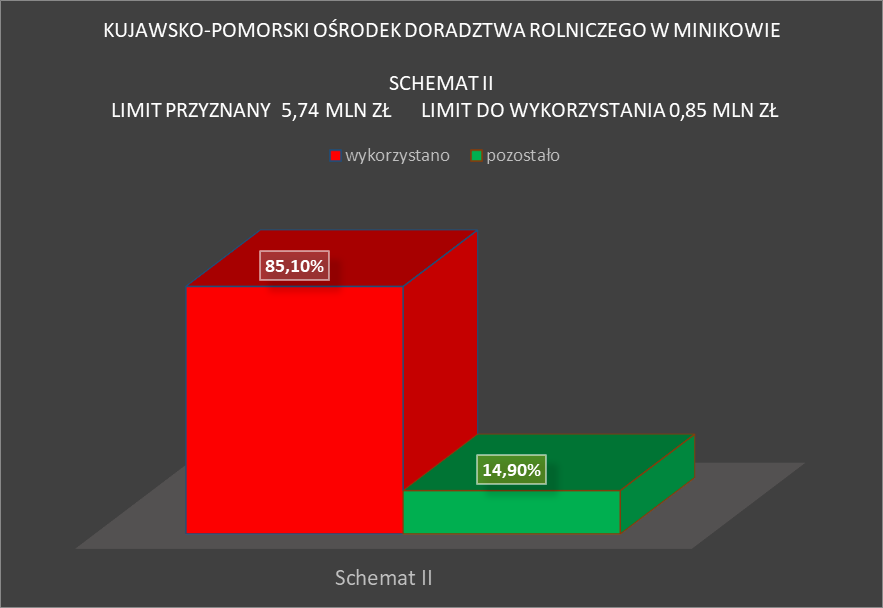 KUJAWSKO-POMORSKI OŚRODEK DORADZTWA ROLNICZEGO W MINIKOWIE
SCHEMAT II
LIMIT PRZYZNANY 5,74 MLN ZŁ LIMIT DO WYKORZYSTANIA 0,85 MLN ZŁ
wykorzystano pozostało
85,10%
14,90%
Schemat II